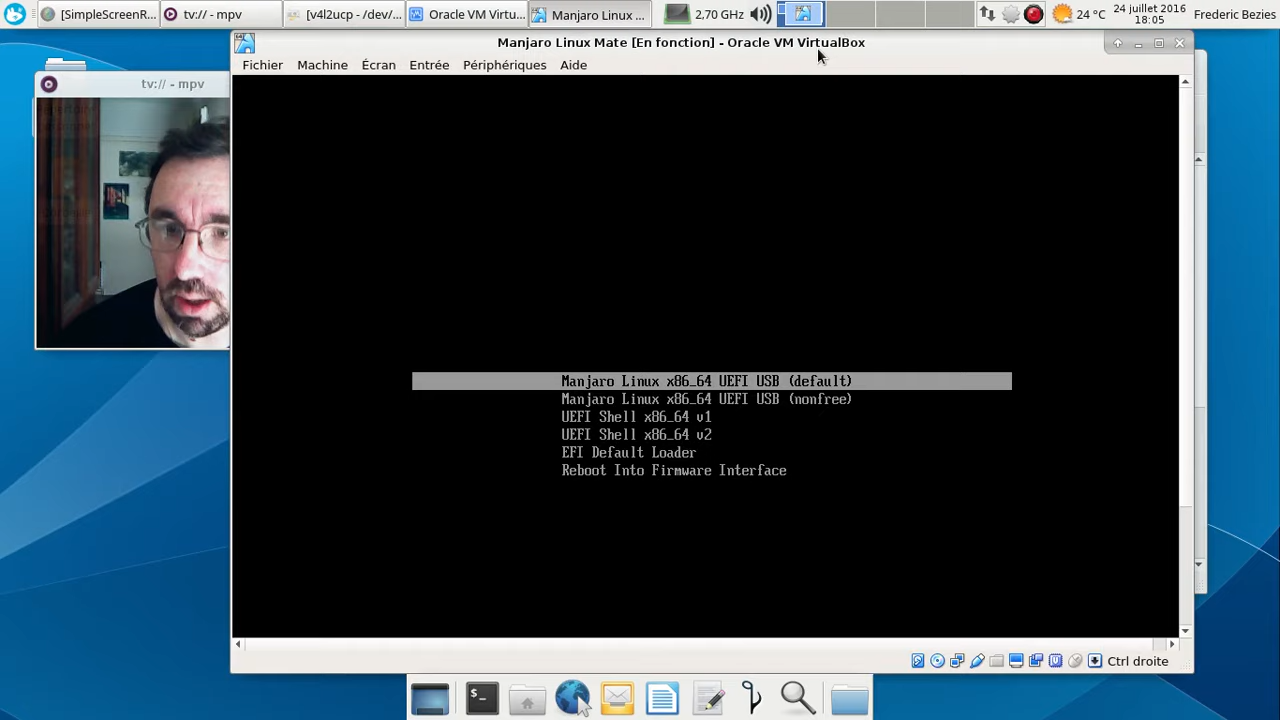 [SimpleScreenR...
tv:// - mpv
[v4l2ucp - /dev/...
Oracle VM Virtu...
Manjaro Linux ...
2,70GHz
24 °C
24 juillet 2016
18:05
Frederic Bezies
Manjaro Linux Mate [En fonction] - Oracle VM VirtualBox
Fichier Machine Écran Entrée Périphériques Aide
tv:// - mpv
Manjaro Linux x86_64 UEFI USB (default)
Manjaro Linux x86_64 UEFI USB (nonfree)
UEFI Shell x86_64 v1
UEFI Shell x86_64 v2
EFI Default Loader
Reboot Into Firmware Interface
Ctrl droite